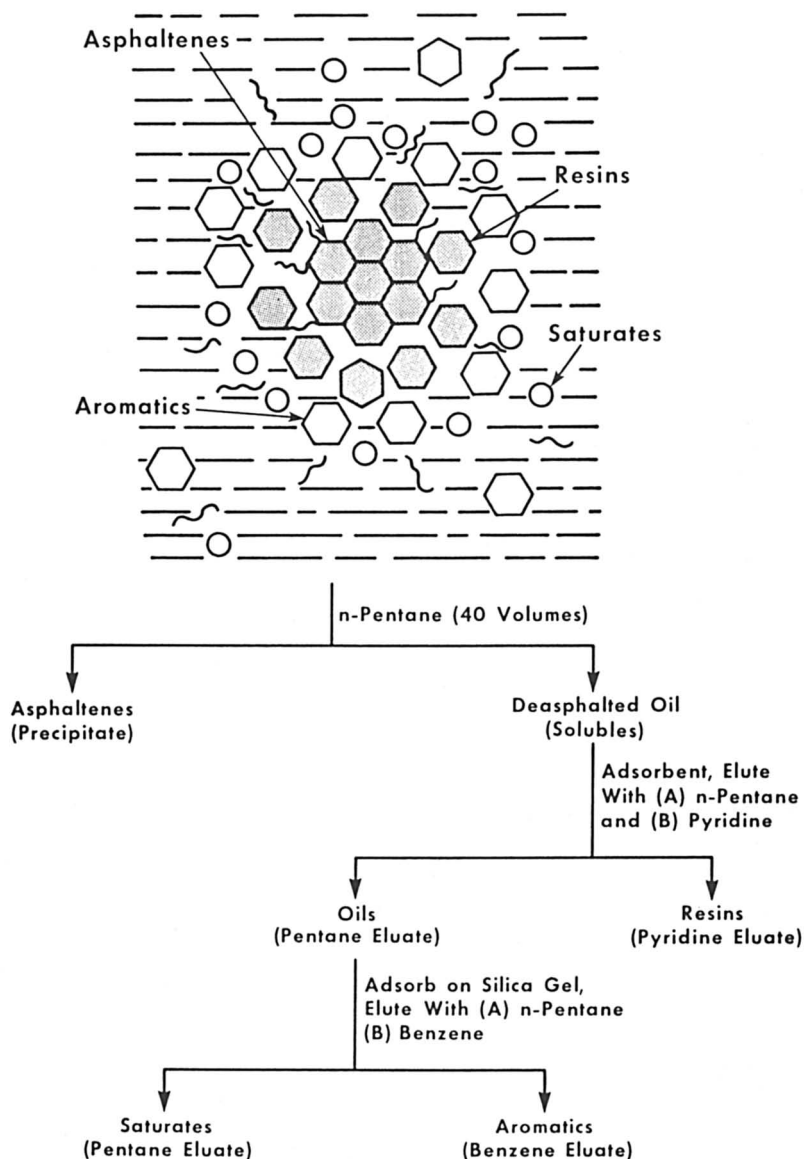 Asphaltenes
Resins
Saturates
Aromatics
n-Pentane (40 Volumes)
Asphaltenes
(Precipitate)
Deasphalted Oil
(Solubles)
Adsorbent, Elute
With (A) n-Pentane
and (B) Pyridine
Oils
(Pentane Eluate)
Resins
(Pyridine Eluate)
Adsorb on Silica Gel,
Elute With (A) n-Pentane
(B) Benzene
Saturates
(Pentane Eluate)
Aromatics
(Benzene Eluate)